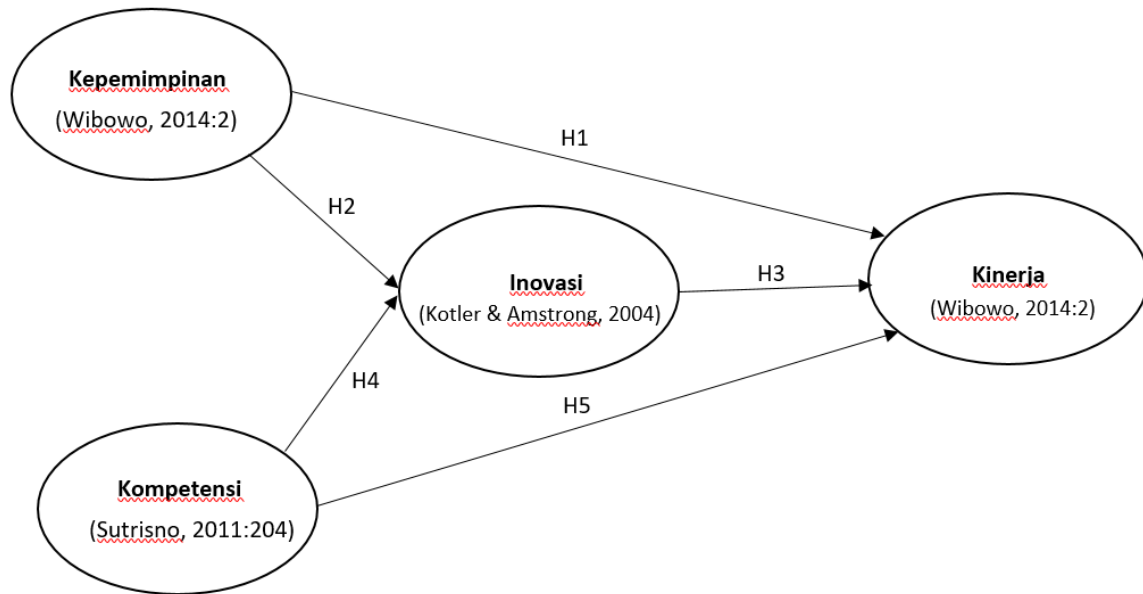 Kepemimpinan
(Wibowo, 2014:2)
H1
H2
Inovasi
(Kotler & Amstrong, 2004)
H3
Kinerja
(Wibowo, 2014:2)
H4
H5
Kompetensi
(Sutrisno, 2011:204)